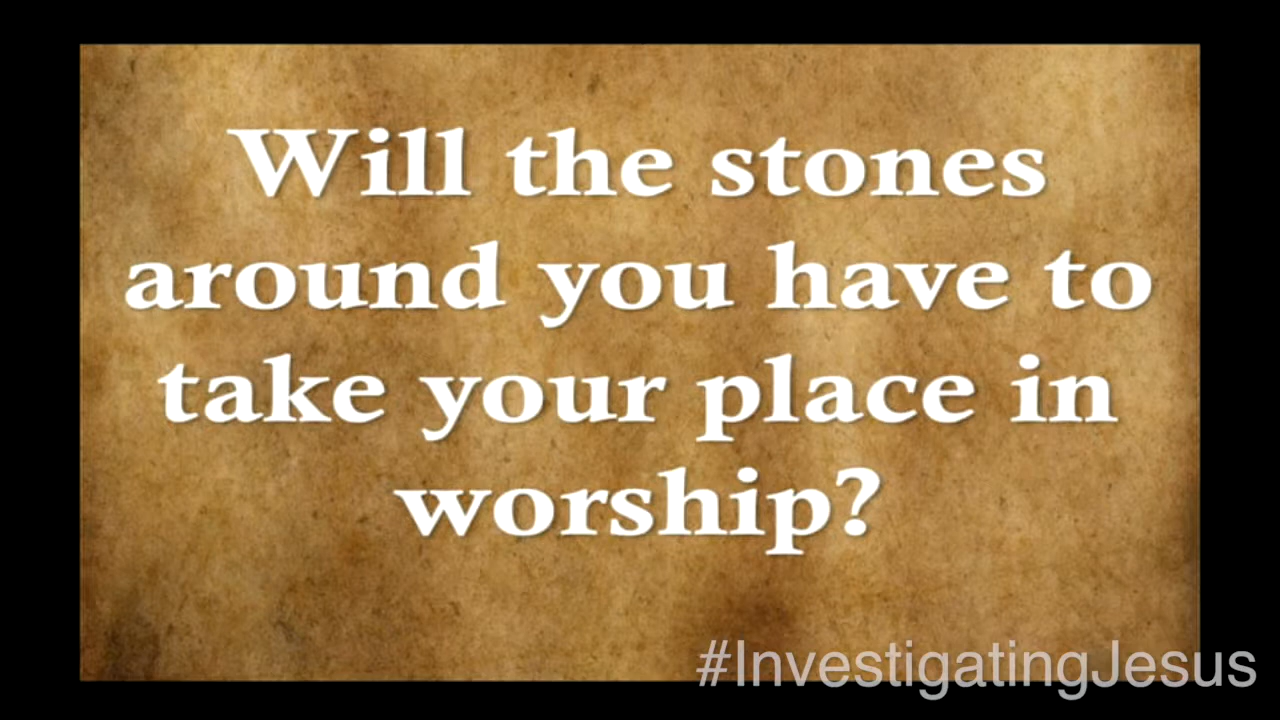 Will the stones
around you have to
take your place in
worship?
#InvestigatingJesus